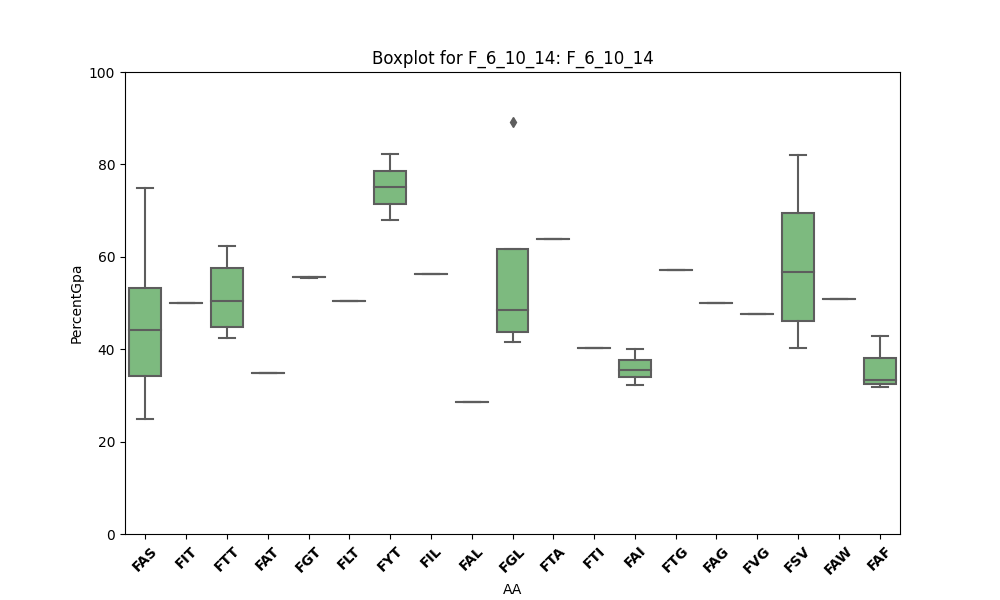 Boxplot for F_6_10_14: F_6_10_14
100
80
60
40
20
0
PercentGpa
FAS FIT FTT FAT FGT FLT FYT FIL FAL FGL FTA FTI FAI FTG FAG FVG FSV FAW FAF
AA